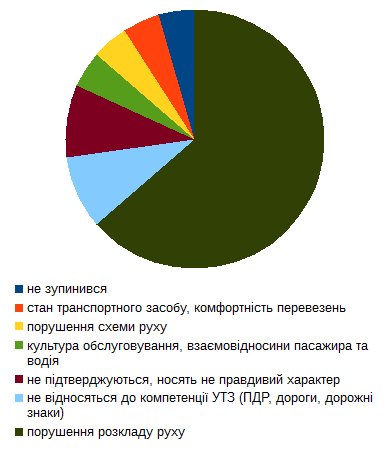 не зупинився
стан транспортного засобу, комфортність перевезень
порушення схеми руху
культура обслуговування, взаємовідносини пасажира та
водія
не підтверджуються, носять не правдивий характер
не відносяться до компетенції УТЗ (ПДР, дороги, дорожні
знаки)
порушення розкладу руху